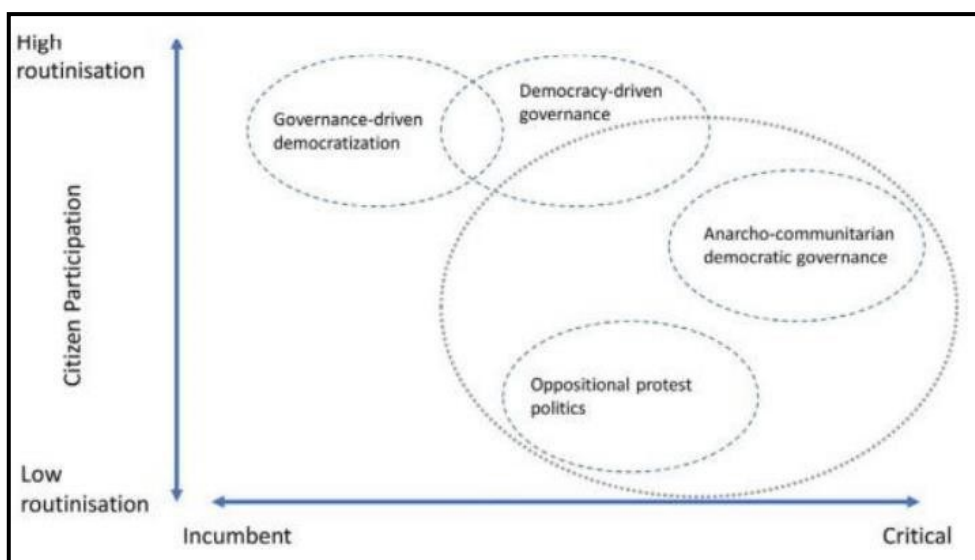 High
routinisation
Governance-driven
democratization
Democracy-driven
governance
Anarcho-communitarian
democratic governance
Oppositional protest
politics
Citizen Participation
Low
routinisation
Incumbent
Critical